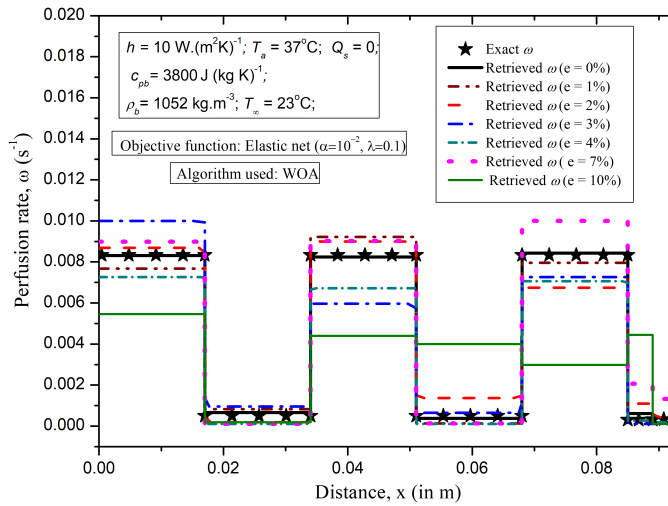 0.020
0.018
0.016
0.014
0.012
0.010
0.008
0.006
0.004
0.002
0.000
Perfusion rate, ω (s⁻¹)
h = 10 W.(m²K)⁻¹; Tₐ = 37°C; Qₛ = 0;
c_pb = 3800 J (kg K)⁻¹;
ρ_b = 1052 kg.m⁻³; T_∞ = 23°C;
Objective function: Elastic net (α=10⁻², λ=0.1)
Algorithm used: WOA
Exact ω
Retrieved ω (e = 0%)
Retrieved ω (e = 1%)
Retrieved ω (e = 2%)
Retrieved ω (e = 3%)
Retrieved ω (e = 4%)
Retrieved ω ( e = 7%)
Retrieved ω (e = 10%)
0.00 0.02 0.04 0.06 0.08
Distance, x (in m)